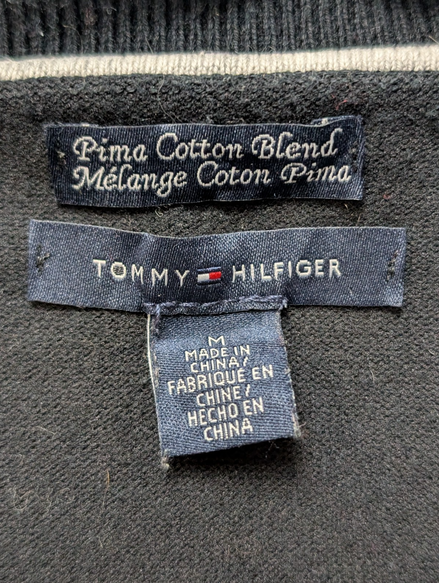 Pima Cotton Blend
Mélange Coton Pima
TOMMY HILFIGER
M
MADE IN
CHINA/
FABRIQUÉ EN
CHINE/
HECHO EN
CHINA